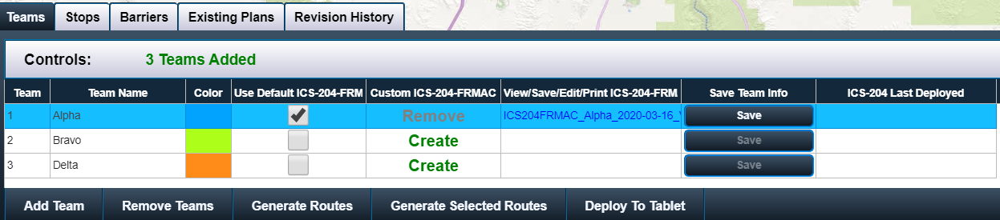 Teams Stops Barriers Existing Plans Revision History
Controls: 3 Teams Added
Team Team Name Color Use Default ICS-204-FRM Custom ICS-204-FRMAC View/Save/Edit/Print ICS-204-FRM Save Team Info ICS-204 Last Deployed
1 Alpha Remove ICS204FRMAC_Alpha_2020-03-16_ Save
2 Bravo Create Save
3 Delta Create Save
Add Team Remove Teams Generate Routes Generate Selected Routes Deploy To Tablet